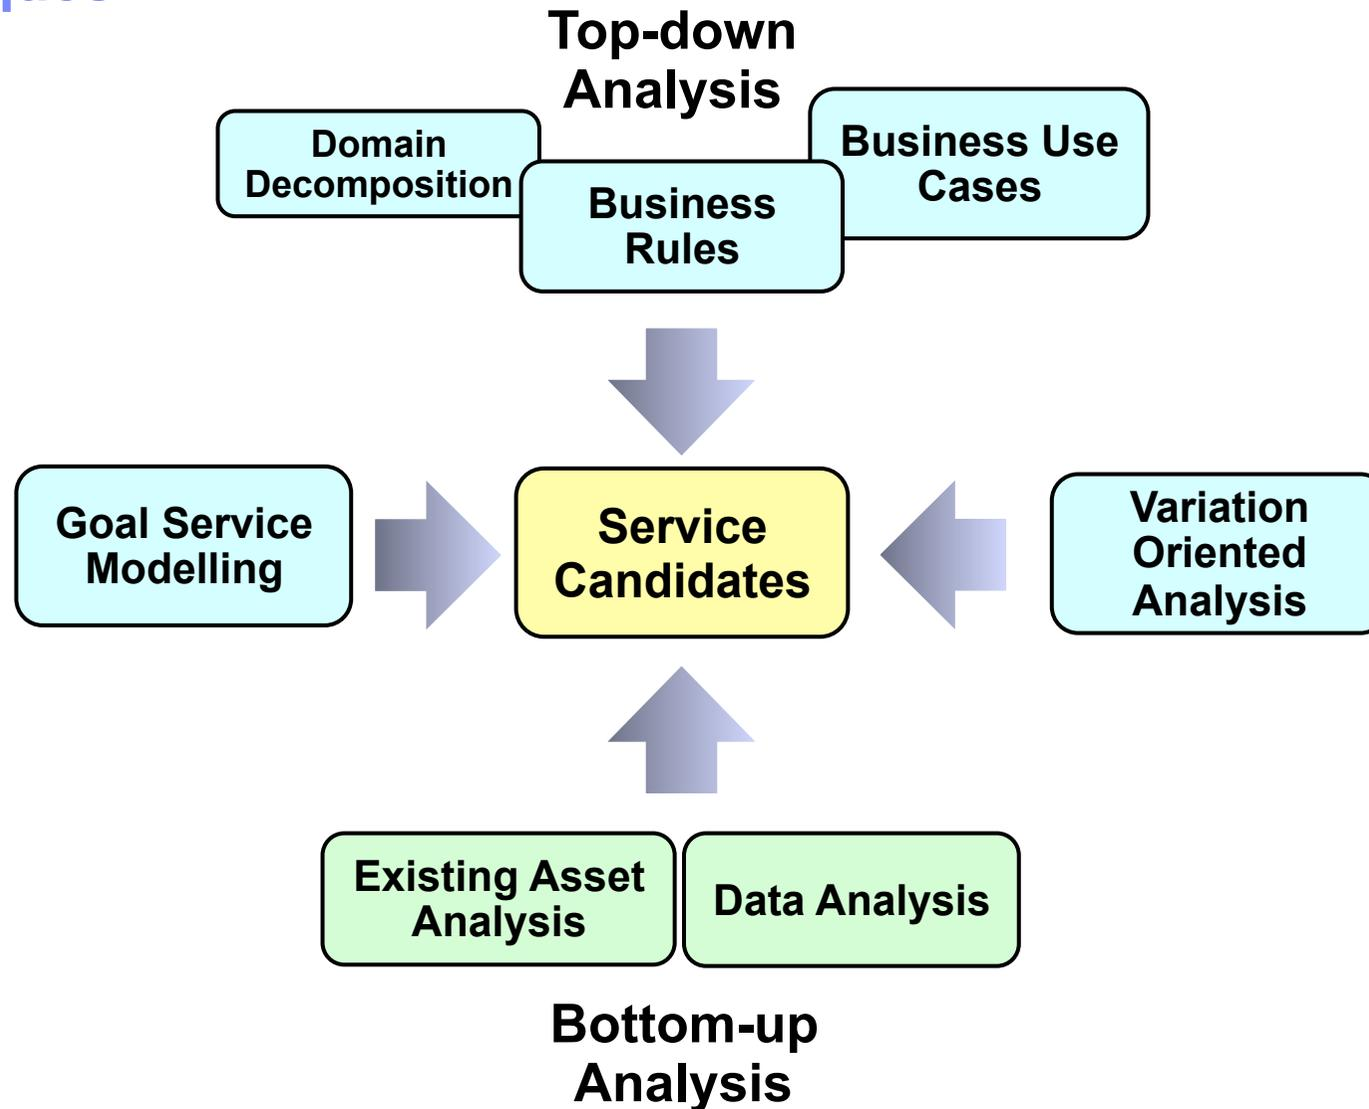 Top-down
Analysis
Domain
Decomposition
Business Use
Cases
Business
Rules
Goal Service
Modelling
Service
Candidates
Variation
Oriented
Analysis
Existing Asset
Analysis
Data Analysis
Bottom-up
Analysis